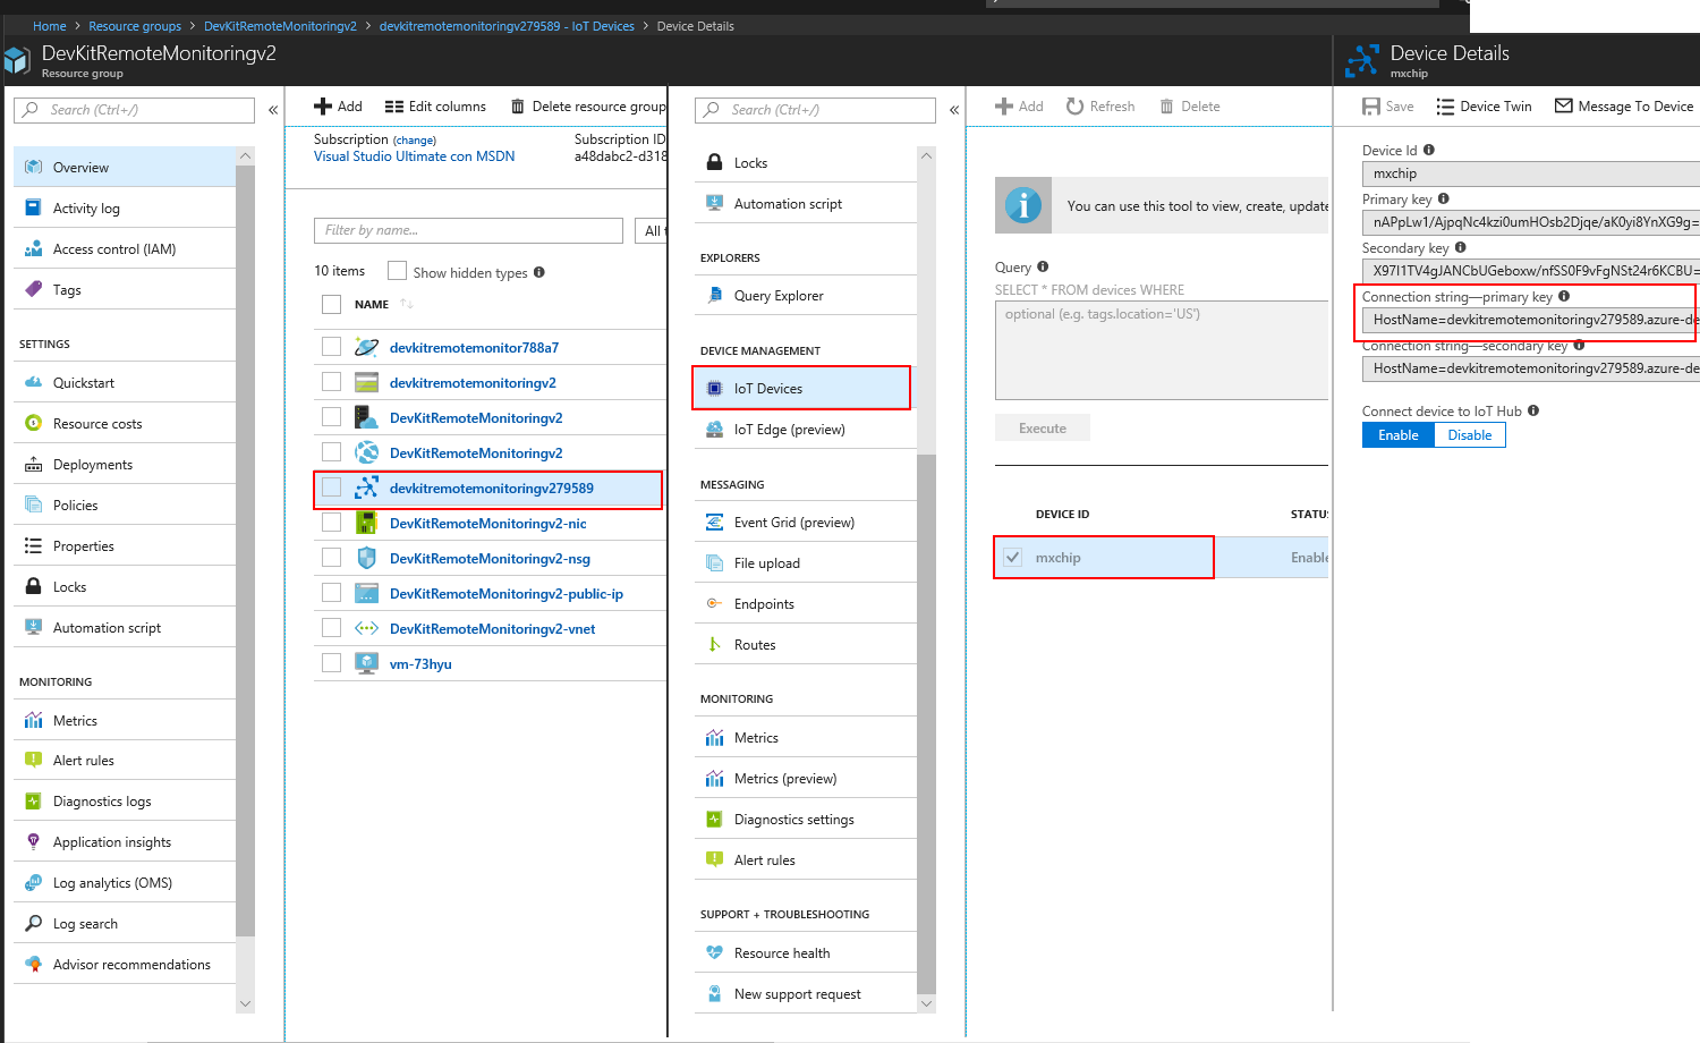 Home > Resource groups > DevKitRemoteMonitoringv2 > devkitremotemonitoringv279589 - IoT Devices > Device Details
DevKitRemoteMonitoringv2
Resource group
Search (Ctrl+/)
Overview
Activity log
Access control (IAM)
Tags
SETTINGS
Quickstart
Resource costs
Deployments
Policies
Properties
Locks
Automation script
MONITORING
Metrics
Alert rules
Diagnostics logs
Application insights
Log analytics (OMS)
Log search
Advisor recommendations
Add
Edit columns
Delete resource group
Subscription (change)
Visual Studio Ultimate con MSDN
Subscription ID
a48dabc2-d318
Filter by name...
All t
10 items
Show hidden types
NAME
devkitremotemonitor788a7
devkitremotemonitoringv2
DevKitRemoteMonitoringv2
DevKitRemoteMonitoringv2
devkitremotemonitoringv279589
DevKitRemoteMonitoringv2-nic
DevKitRemoteMonitoringv2-nsg
DevKitRemoteMonitoringv2-public-ip
DevKitRemoteMonitoringv2-vnet
vm-73hyu
Search (Ctrl+/)
Locks
Automation script
EXPLORERS
Query Explorer
DEVICE MANAGEMENT
IoT Devices
IoT Edge (preview)
MESSAGING
Event Grid (preview)
File upload
Endpoints
Routes
MONITORING
Metrics
Metrics (preview)
Diagnostics settings
Alert rules
SUPPORT + TROUBLESHOOTING
Resource health
New support request
Add
Refresh
Delete
You can use this tool to view, create, update
Query
SELECT * FROM devices WHERE
optional (e.g. tags.location='US')
Execute
DEVICE ID
STATUS
mxchip
Enable
Device Details
mxchip
Save
Device Twin
Message To Device
Device Id
mxchip
Primary key
nAPpLw1/AjpqNc4kzi0umHOsb2Djqe/aK0yi8YnXG9g=
Secondary key
X97I1TV4gJANCbUGeboxw/nfSS0F9vFgNSt24r6KCBU=
Connection string—primary key
HostName=devkitremotemonitoringv279589.azure-de
Connection string—secondary key
HostName=devkitremotemonitoringv279589.azure-de
Connect device to IoT Hub
Enable
Disable